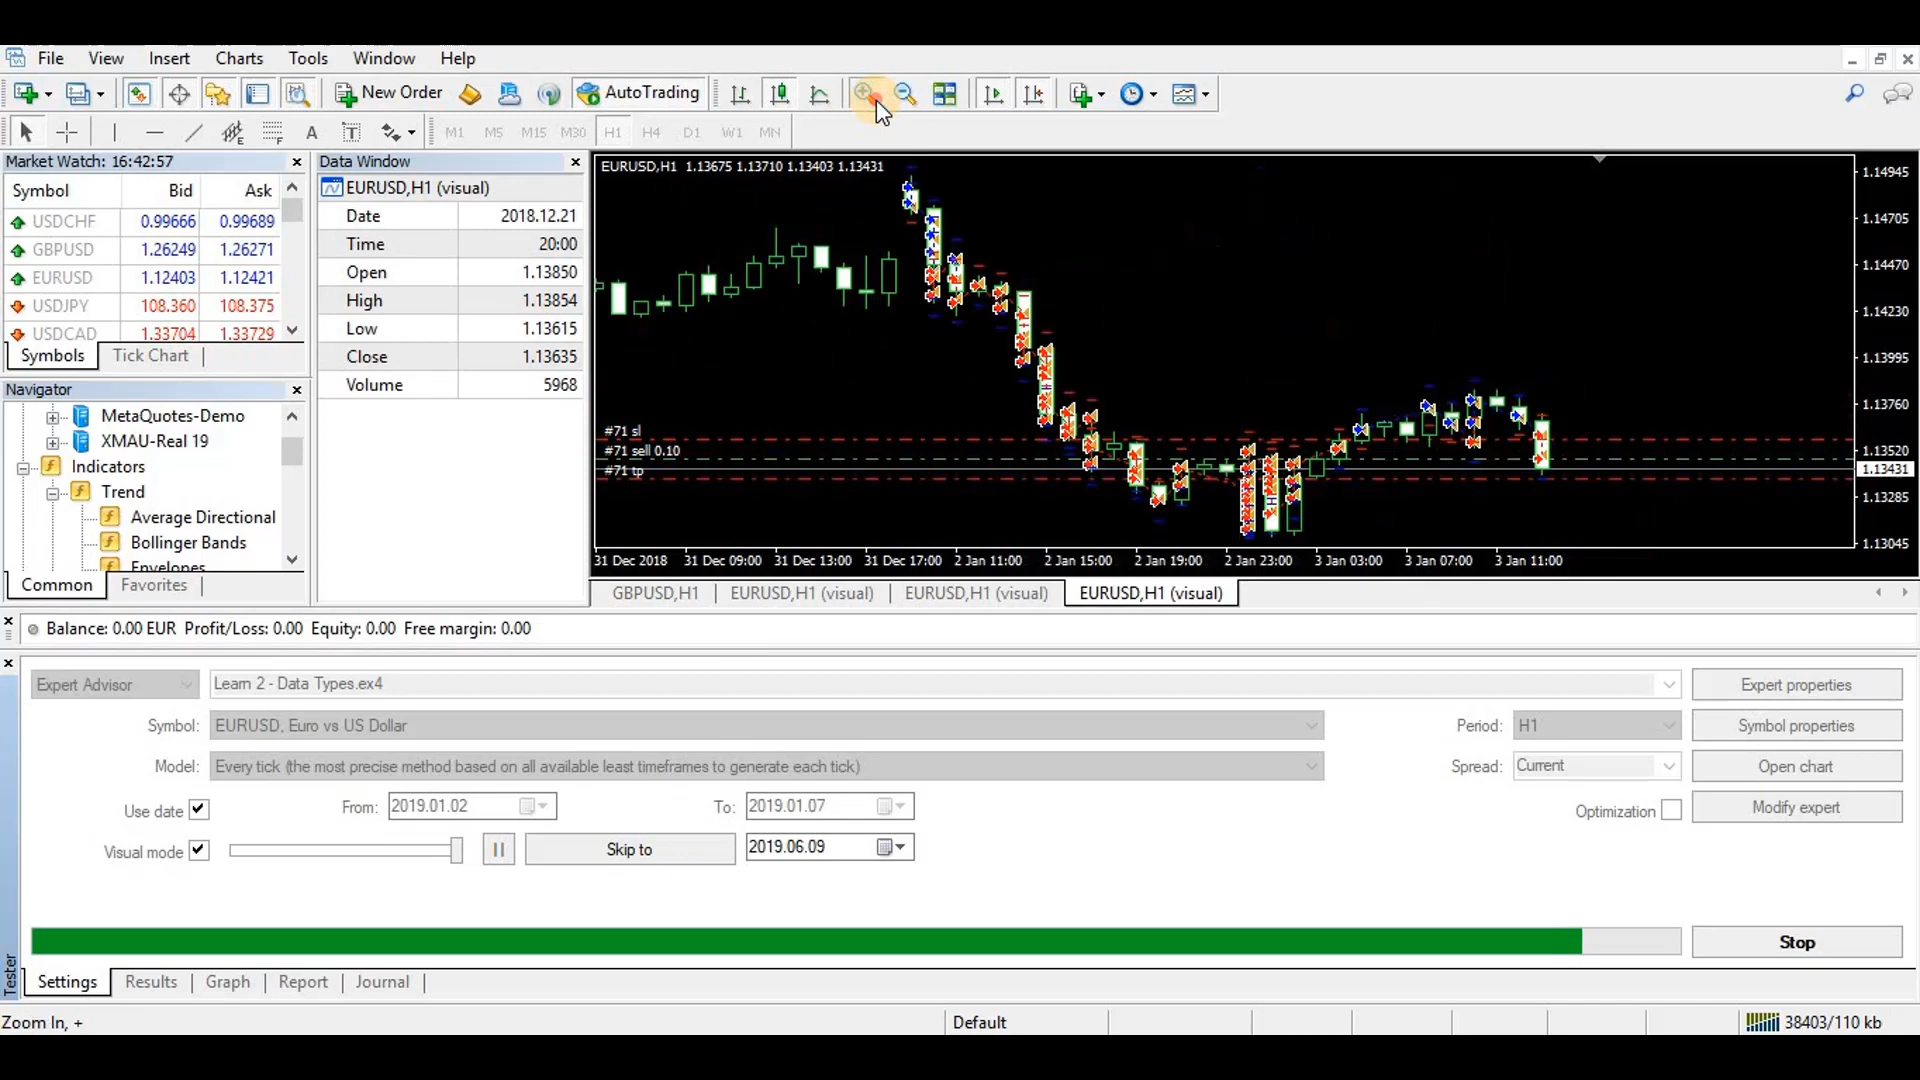 File View Insert Charts Tools Window Help
New Order AutoTrading
A T M1 M5 M15 M30 H1 H4 D1 W1 MN
Market Watch: 16:42:57
Symbol Bid Ask
USDCHF 0.99666 0.99689
GBPUSD 1.26249 1.26271
EURUSD 1.12403 1.12421
USDJPY 108.360 108.375
USDCAD 1.33704 1.33729
Symbols Tick Chart
Navigator
MetaQuotes-Demo
XMAU-Real 19
Indicators
Trend
Average Directional
Bollinger Bands
Envelopes
Common Favorites
Data Window
EURUSD,H1 (visual)
Date 2018.12.21
Time 20:00
Open 1.13850
High 1.13854
Low 1.13615
Close 1.13635
Volume 5968
EURUSD,H1 1.13675 1.13710 1.13403 1.13431
#71 sl
#71 sell 0.10
#71 tp
1.14945
1.14705
1.14470
1.14230
1.13995
1.13760
1.13520
1.13431
1.13285
1.13045
31 Dec 2018 31 Dec 09:00 31 Dec 13:00 31 Dec 17:00 2 Jan 11:00 2 Jan 15:00 2 Jan 19:00 2 Jan 23:00 3 Jan 03:00 3 Jan 07:00 3 Jan 11:00
GBPUSD,H1 EURUSD,H1 (visual) EURUSD,H1 (visual) EURUSD,H1 (visual)
Balance: 0.00 EUR Profit/Loss: 0.00 Equity: 0.00 Free margin: 0.00
Expert Advisor Learn 2 - Data Types.ex4 Expert properties
Symbol: EURUSD, Euro vs US Dollar Period: H1 Symbol properties
Model: Every tick (the most precise method based on all available least timeframes to generate each tick) Spread: Current Open chart
Use date From: 2019.01.02 To: 2019.01.07 Optimization Modify expert
Visual mode Skip to 2019.06.09
Stop
Tester
Settings Results Graph Report Journal
Zoom In, + Default 38403/110 kb